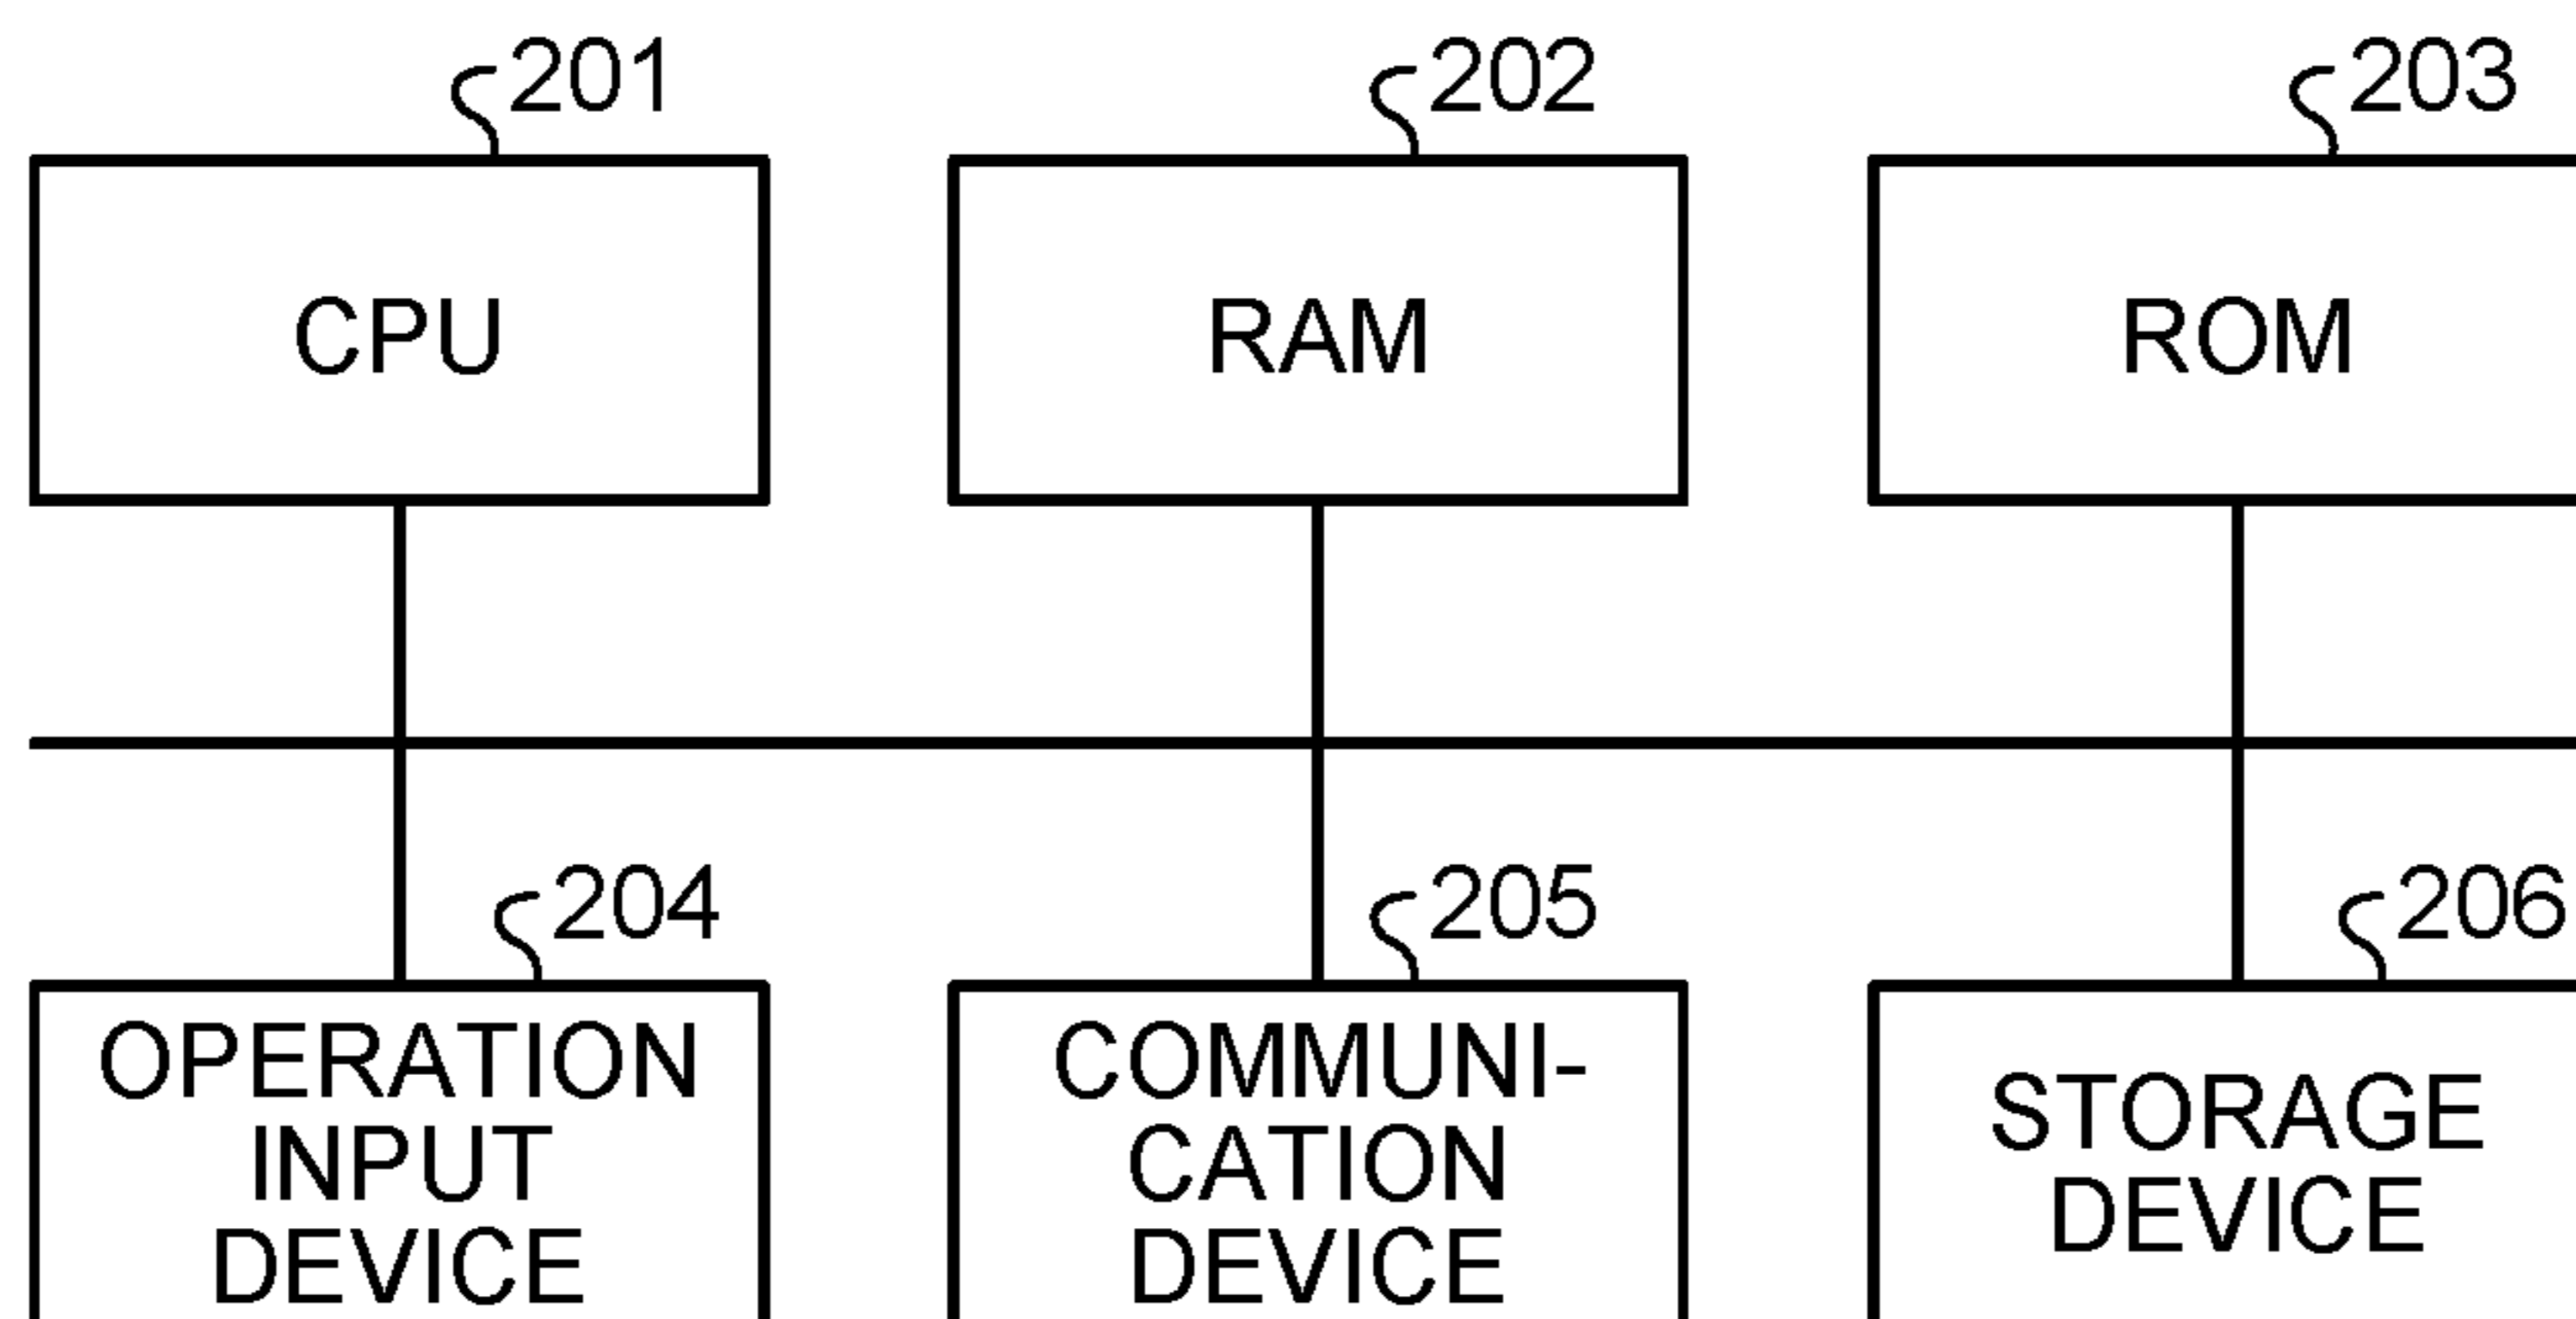 201
202
203
CPU
RAM
ROM
204
205
206
OPERATION
INPUT
DEVICE
COMMUNI-
CATION
DEVICE
STORAGE
DEVICE